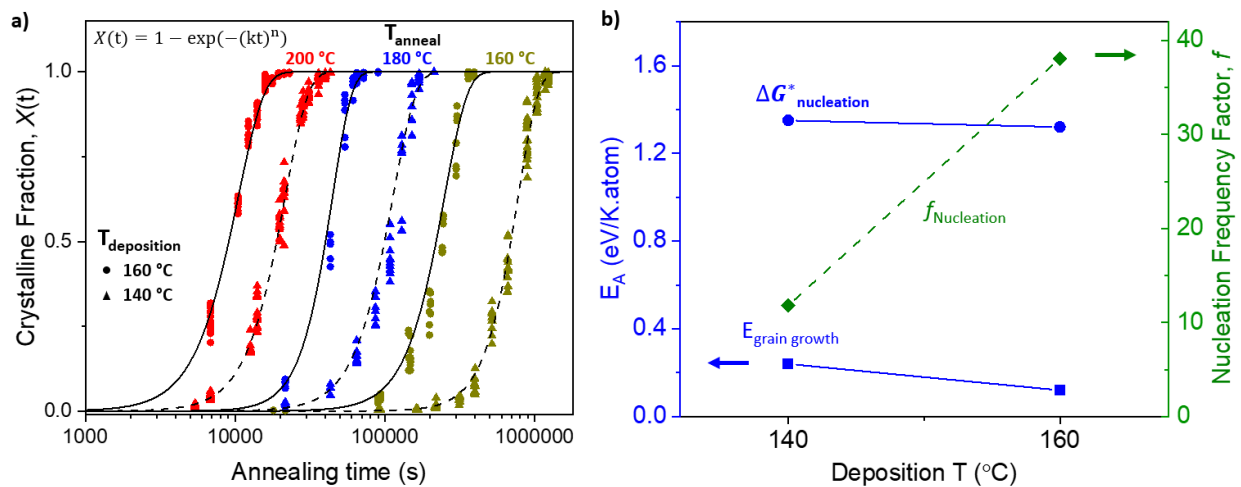 a)
X(t) = 1 − exp(−(kt)ⁿ)
T_anneal
200 °C
180 °C
160 °C
1.0
0.5
0.0
Crystalline Fraction, X(t)
T_deposition
160 °C
140 °C
1000
10000
100000
1000000
Annealing time (s)
b)
1.6
1.2
0.8
0.4
0.0
E_A (eV/K.atom)
ΔG*_nucleation
f_Nucleation
E_grain growth
40
30
20
10
0
Nucleation Frequency Factor, f
140
160
Deposition T (°C)